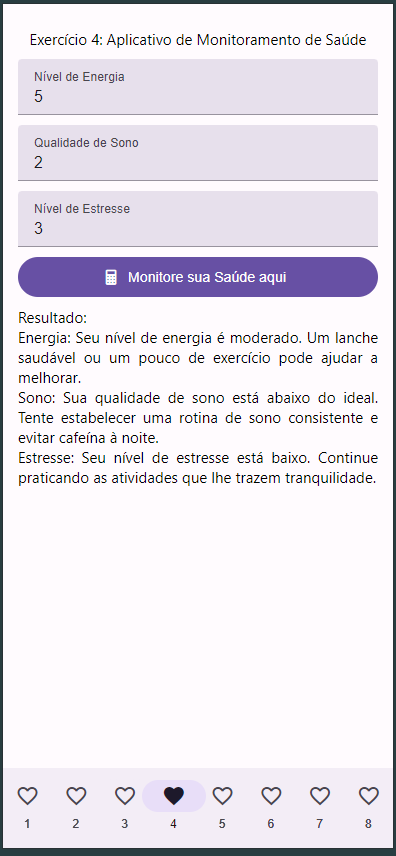 Exercício 4: Aplicativo de Monitoramento de Saúde
Nível de Energia
5
Qualidade de Sono
2
Nível de Estresse
3
Monitore sua Saúde aqui
Resultado:
Energia: Seu nível de energia é moderado. Um lanche
saudável ou um pouco de exercício pode ajudar a
melhorar.
Sono: Sua qualidade de sono está abaixo do ideal.
Tente estabelecer uma rotina de sono consistente e
evitar cafeína à noite.
Estresse: Seu nível de estresse está baixo. Continue
praticando as atividades que lhe trazem tranquilidade.
1 2 3 4 5 6 7 8